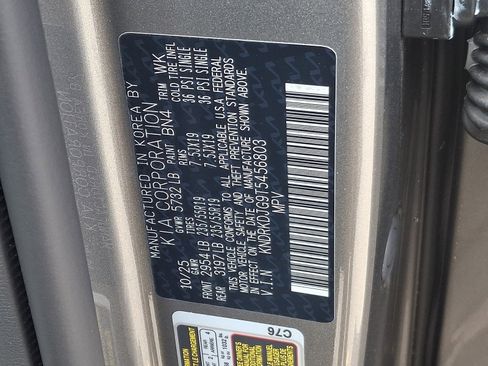 MANUFACTURED IN KOREA BY
KIA CORPORATION
10/25 GVWR 5732 LB PAINT BN4 TRIM WK
GAWR TIRES RIMS COLD TIRE INFL
FRONT 2954 LB 235/55R19 7.5JX19 36 PSI SINGLE
REAR 3197 LB 235/55R19 7.5JX19 36 PSI SINGLE
THIS VEHICLE CONFORMS TO ALL APPLICABLE U.S.A FEDERAL
MOTOR VEHICLE SAFETY AND THEFT PREVENTION STANDARDS
IN EFFECT ON THE DATE OF MANUFACTURE SHOWN ABOVE.
V.I.N KNDRKDJG9T5456803
MPV
C76